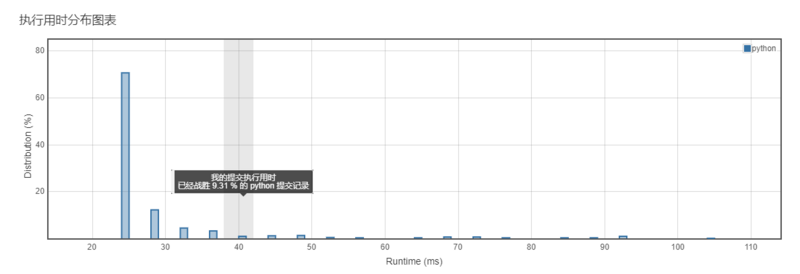 执行用时分布图表
80
60
40
20
Distribution (%)
python
我的提交执行用时
已经战胜 9.31 % 的 python 提交记录
20
30
40
50
60
70
80
90
100
110
Runtime (ms)